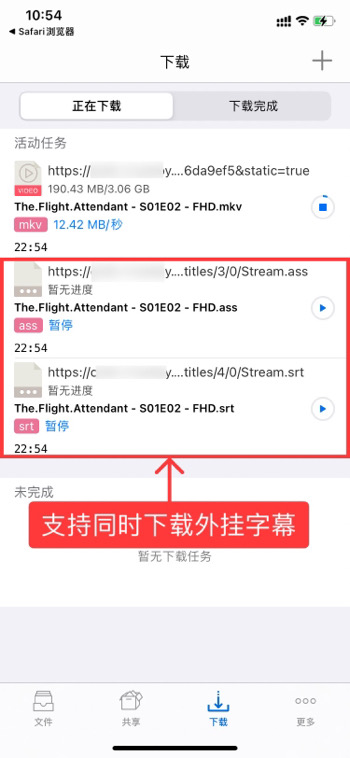 10:54
◀ Safari浏览器
下载
正在下载
下载完成
活动任务
https://
y....6da9ef5&static=true
VIDEO
190.43 MB/3.06 GB
The.Flight.Attendant - S01E02 - FHD.mkv
mkv 12.42 MB/秒
22:54
https://
y....titles/3/0/Stream.ass
暂无进度
The.Flight.Attendant - S01E02 - FHD.ass
ass 暂停
22:54
https://
y....titles/4/0/Stream.srt
暂无进度
The.Flight.Attendant - S01E02 - FHD.srt
srt 暂停
22:54
未完成
支持同时下载外挂字幕
暂无下载任务
文件
共享
下载
更多